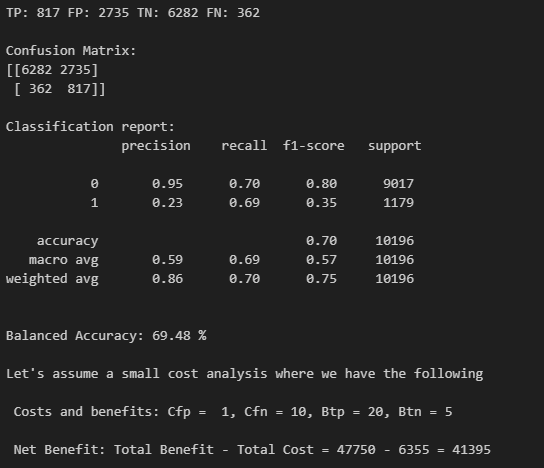 TP: 817 FP: 2735 TN: 6282 FN: 362
Confusion Matrix:
[[6282 2735]
 [ 362  817]]
Classification report:
              precision    recall  f1-score   support
           0       0.95      0.70      0.80      9017
           1       0.23      0.69      0.35      1179
    accuracy                           0.70     10196
   macro avg       0.59      0.69      0.57     10196
weighted avg       0.86      0.70      0.75     10196
Balanced Accuracy: 69.48 %
Let's assume a small cost analysis where we have the following
 Costs and benefits: Cfp =  1, Cfn = 10, Btp = 20, Btn = 5
 Net Benefit: Total Benefit - Total Cost = 47750 - 6355 = 41395